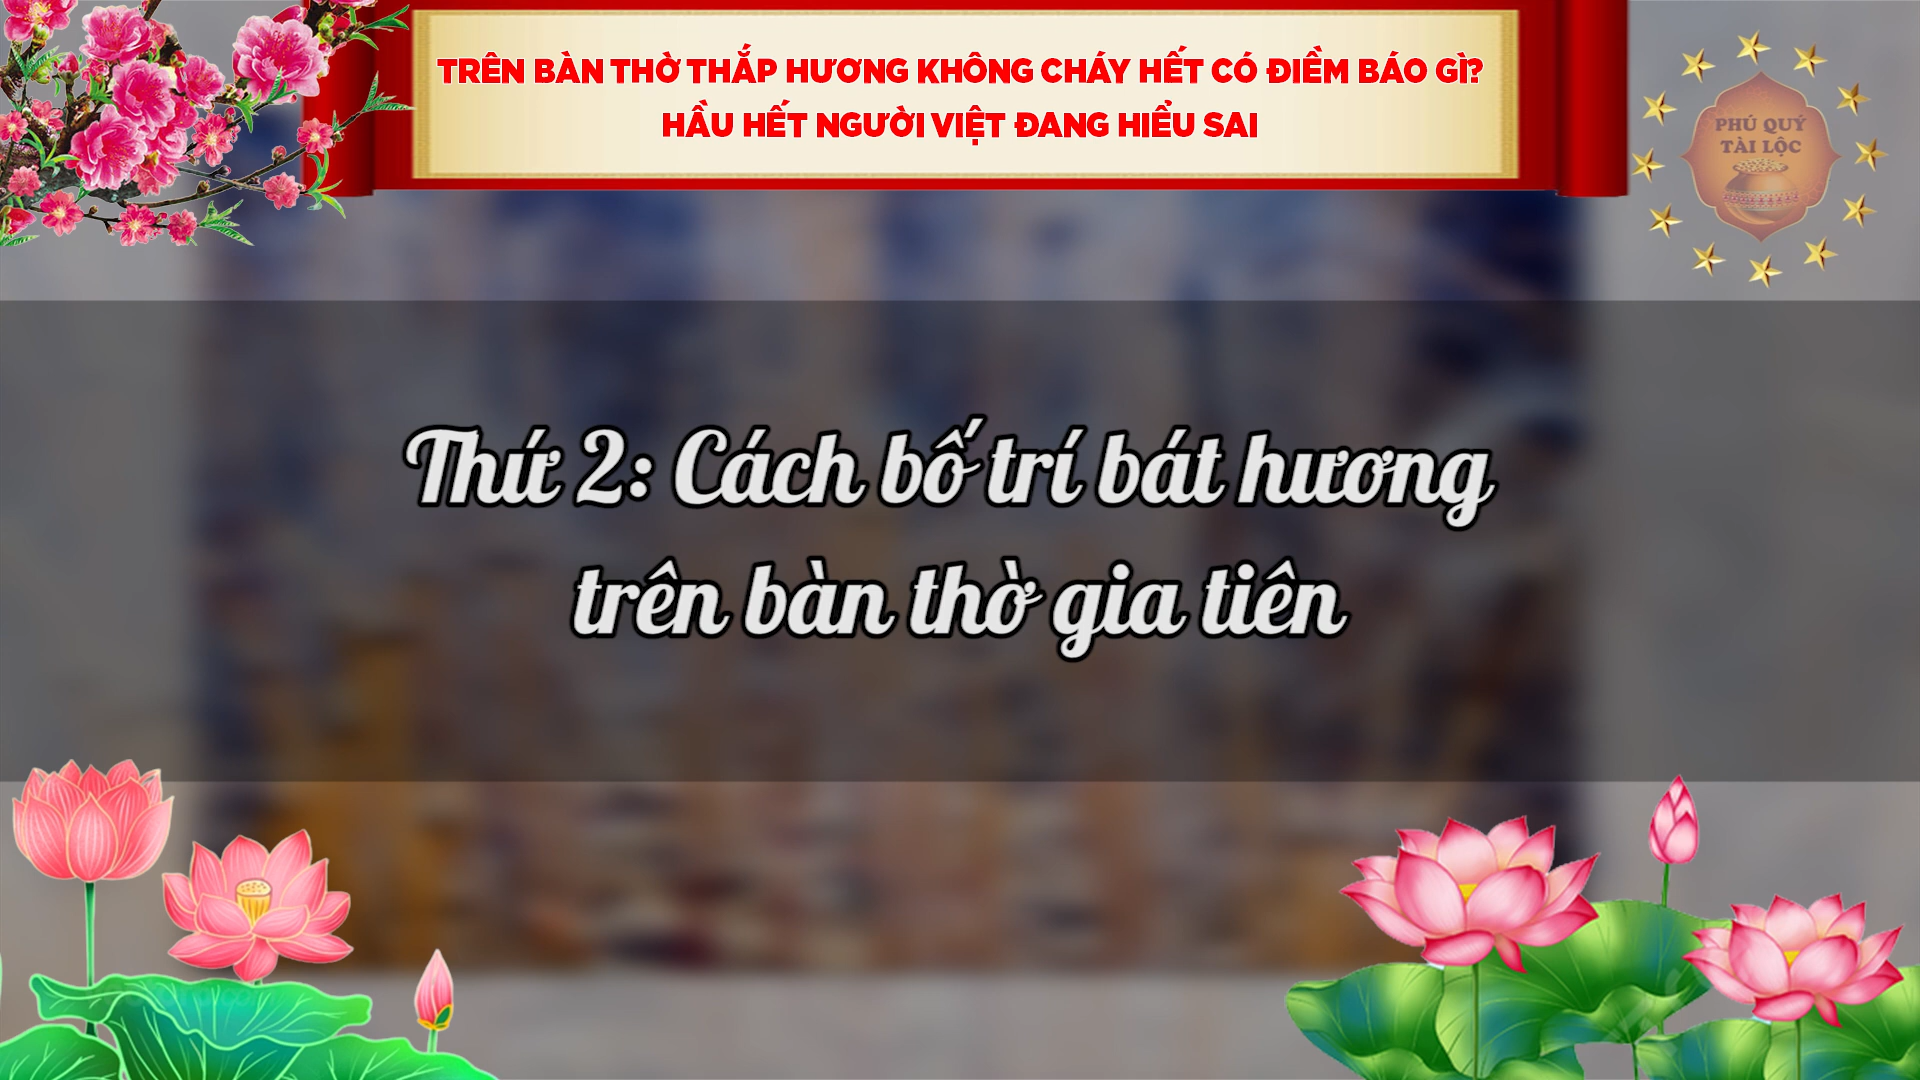 TRÊN BÀN THỜ THẮP HƯƠNG KHÔNG CHÁY HẾT CÓ ĐIỀM BÁO GÌ?
HẦU HẾT NGƯỜI VIỆT ĐANG HIỂU SAI
PHÚ QUÝ
TÀI LỘC
Thứ 2: Cách bố trí bát hương
trên bàn thờ gia tiên